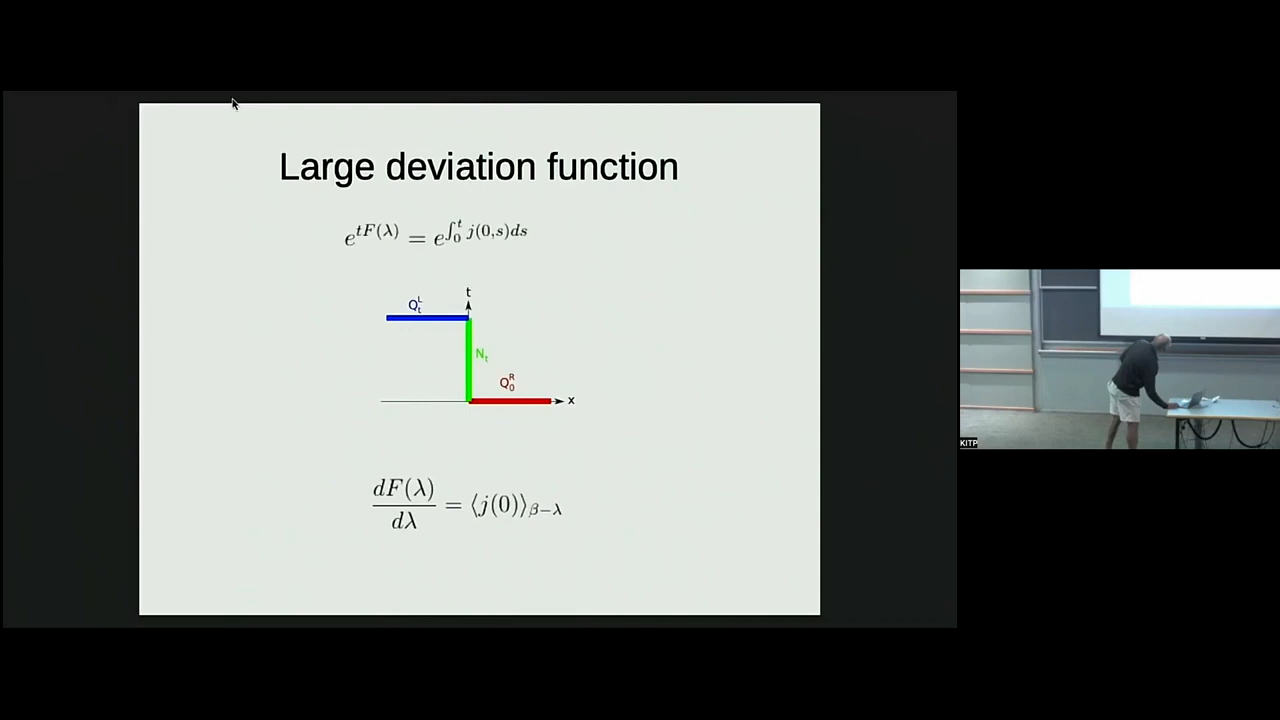 Large deviation function
e^{tF(λ)} = e^{∫_0^t j(0,s)ds}
t
Q_t^L
N_t
Q_0^R
x
dF(λ)/dλ = ⟨j(0)⟩_{β−λ}
KITP